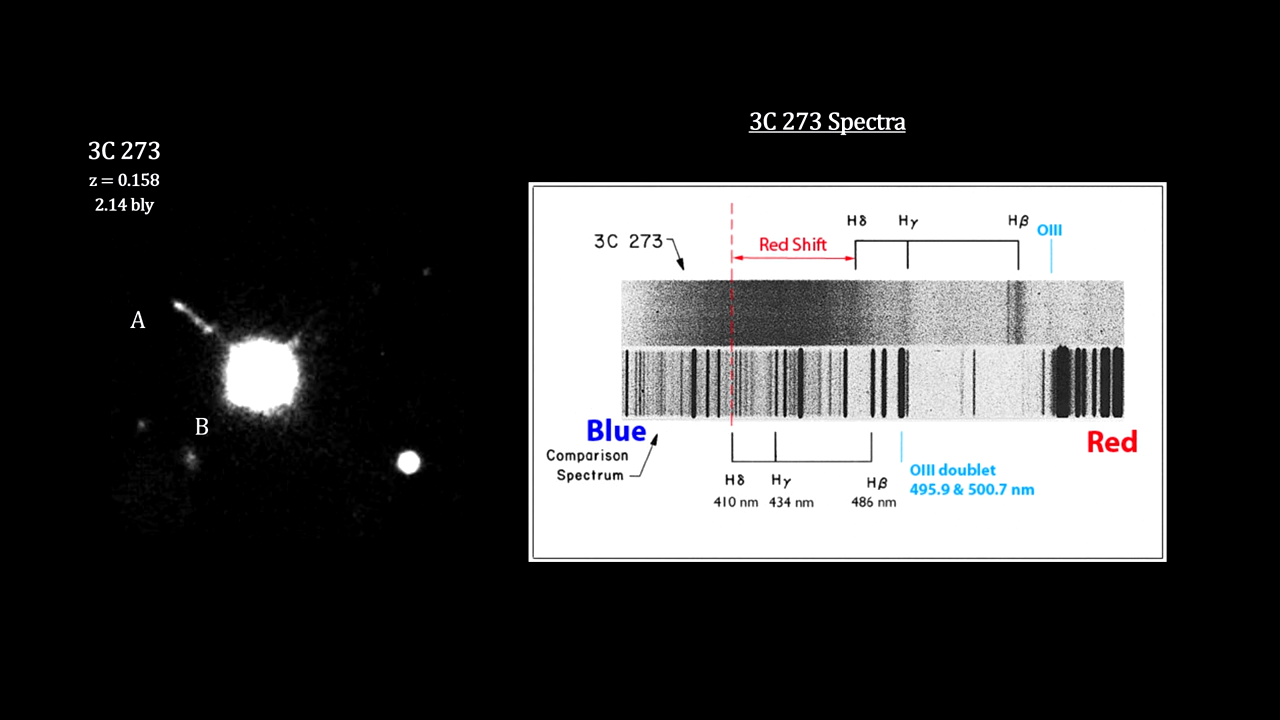 3C 273 Spectra
3C 273
z = 0.158
2.14 bly
A
B
Hδ Hγ Hβ OIII
3C 273
Red Shift
Blue
Red
Comparison
Spectrum
Hδ Hγ Hβ
410 nm 434 nm 486 nm
OIII doublet
495.9 & 500.7 nm